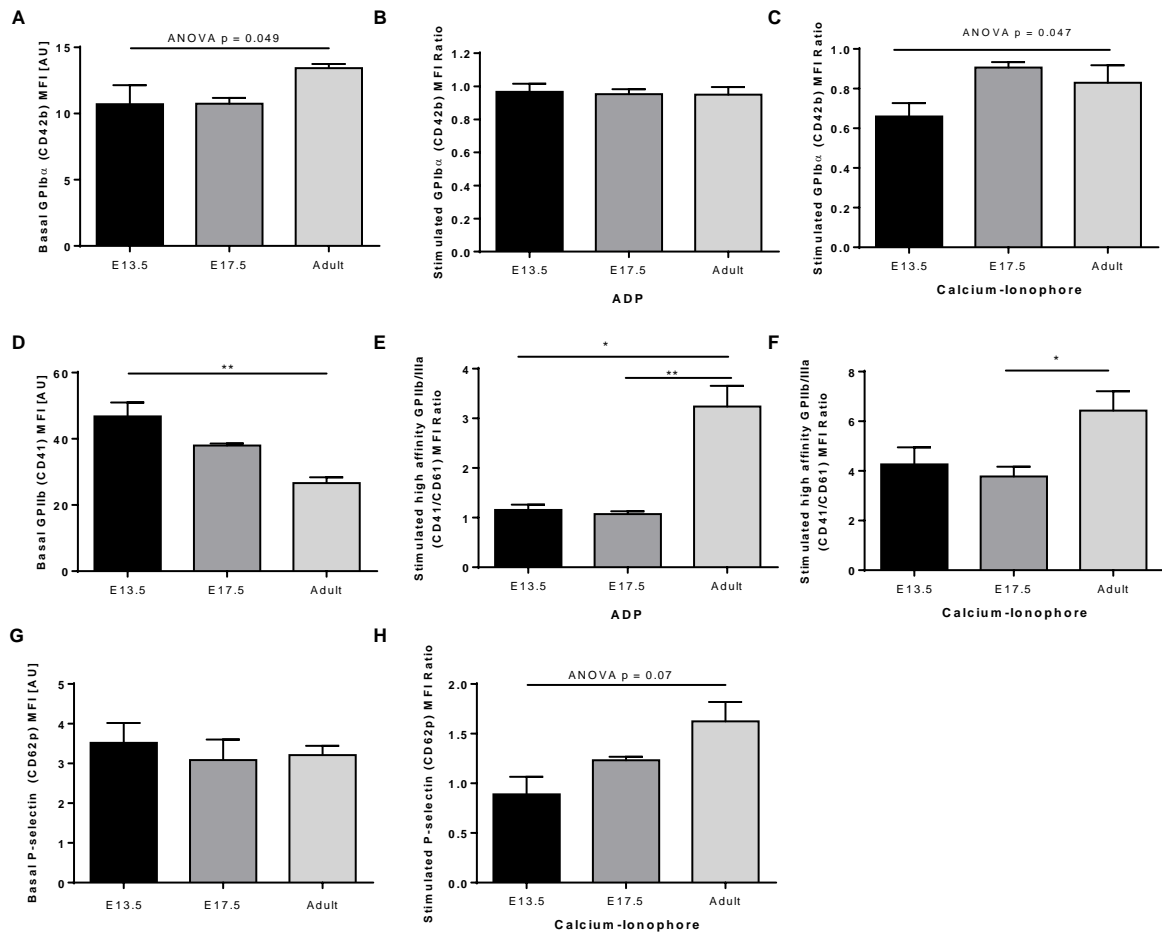 A
Basal GPIbα (CD42b) MFI [AU]
ANOVA p = 0.049
15
10
5
0
E13.5 E17.5 Adult
B
Stimulated GPIbα (CD42b) MFI Ratio
1.2
1.0
0.8
0.6
0.4
0.2
0.0
E13.5 E17.5 Adult
ADP
C
Stimulated GPIbα (CD42b) MFI Ratio
ANOVA p = 0.047
1.0
0.8
0.6
0.4
0.2
0.0
E13.5 E17.5 Adult
Calcium-Ionophore
D
Basal GPIIb (CD41) MFI [AU]
**
60
40
20
0
E13.5 E17.5 Adult
E
Stimulated high affinity GPIIb/IIIa
(CD41/CD61) MFI Ratio
*
**
4
3
2
1
0
E13.5 E17.5 Adult
ADP
F
Stimulated high affinity GPIIb/IIIa
(CD41/CD61) MFI Ratio
*
8
6
4
2
0
E13.5 E17.5 Adult
Calcium-Ionophore
G
Basal P-selectin (CD62p) MFI [AU]
5
4
3
2
1
0
E13.5 E17.5 Adult
H
Stimulated P-selectin (CD62p) MFI Ratio
ANOVA p = 0.07
2.0
1.5
1.0
0.5
0.0
E13.5 E17.5 Adult
Calcium-Ionophore